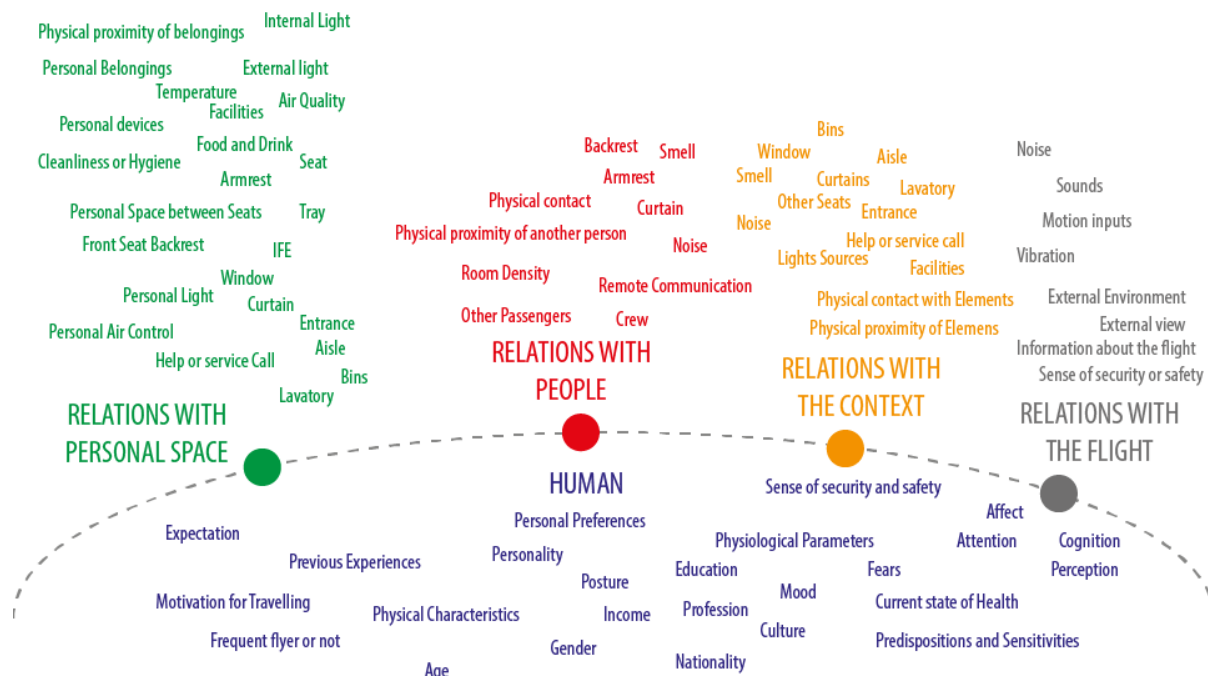 Physical proximity of belongings
Internal Light
Personal Belongings
External light
Temperature
Air Quality
Facilities
Personal devices
Food and Drink
Cleanliness or Hygiene
Seat
Armrest
Personal Space between Seats
Tray
Front Seat Backrest
IFE
Window
Personal Light
Curtain
Personal Air Control
Entrance
Aisle
Help or service Call
Bins
Lavatory
RELATIONS WITH
PERSONAL SPACE
Backrest
Smell
Armrest
Physical contact
Curtain
Physical proximity of another person
Noise
Room Density
Remote Communication
Other Passengers
Crew
RELATIONS WITH
PEOPLE
Bins
Window
Aisle
Smell
Curtains
Lavatory
Other Seats
Entrance
Noise
Help or service call
Lights Sources
Facilities
Physical contact with Elements
Physical proximity of Elemens
RELATIONS WITH
THE CONTEXT
Noise
Sounds
Motion inputs
Vibration
External Environment
External view
Information about the flight
Sense of security or safety
RELATIONS WITH
THE FLIGHT
HUMAN
Sense of security and safety
Expectation
Personal Preferences
Affect
Previous Experiences
Personality
Physiological Parameters
Attention
Cognition
Posture
Education
Fears
Perception
Mood
Motivation for Travelling
Physical Characteristics
Income
Profession
Current state of Health
Culture
Frequent flyer or not
Gender
Predispositions and Sensitivities
Age
Nationality